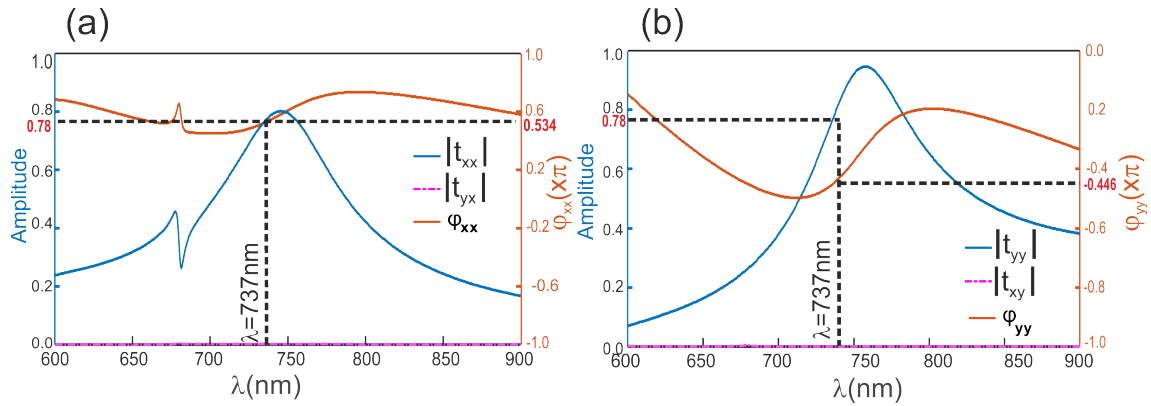 (a)
1.0
0.8
0.78
0.6
0.4
0.2
0.0
Amplitude
1.0
0.6
0.534
0.2
-0.2
-0.6
-1.0
φxx(xπ)
|txx|
|tyx|
φxx
λ=737nm
600 650 700 750 800 850 900
λ(nm)
(b)
1.0
0.8
0.78
0.6
0.4
0.2
0.0
Amplitude
0.0
0.2
-0.4
-0.446
-0.6
-0.8
-1.0
φyy(xπ)
|tyy|
|txy|
φyy
λ=737nm
600 650 700 750 800 850 900
λ(nm)